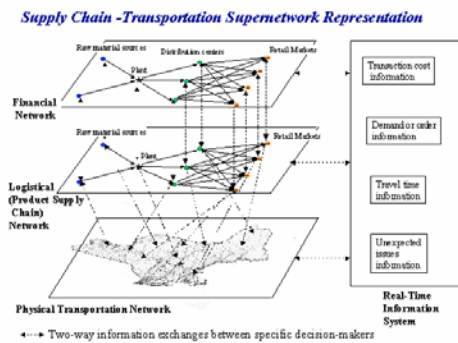 Supply Chain -Transportation Supernetwork Representation
Raw material sources
Distribution centers
Retail Markets
Plant
Financial
Network
Raw material sources
Retail Markets
Plant
Logistical
(Product Supply
Chain)
Network
Physical Transportation Network
Transaction cost
information
Demand or order
information
Travel time
information
Unexpected
issues
information
Real-Time
Information
System
Two-way information exchanges between specific decision-makers